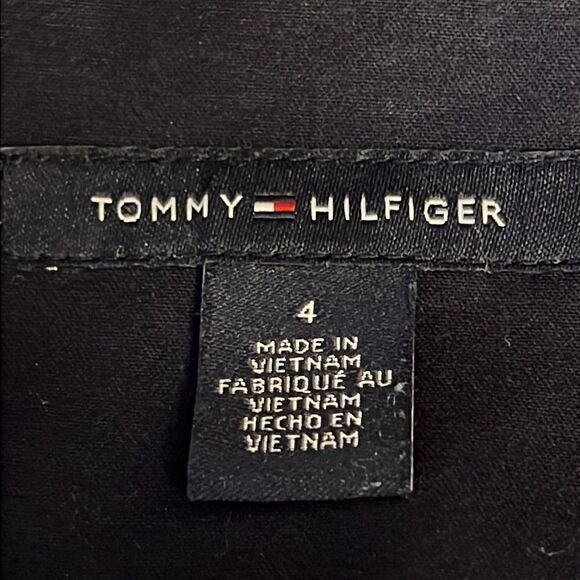 TOMMY HILFIGER
4
MADE IN
VIETNAM
FABRIQUÉ AU
VIETNAM
HECHO EN
VIETNAM